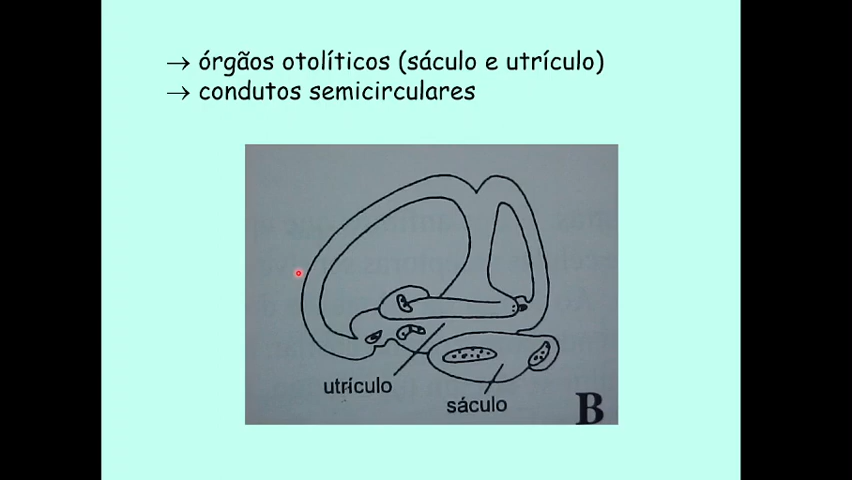 → órgãos otolíticos (sáculo e utrículo)
→ condutos semicirculares
utrículo
sáculo
B